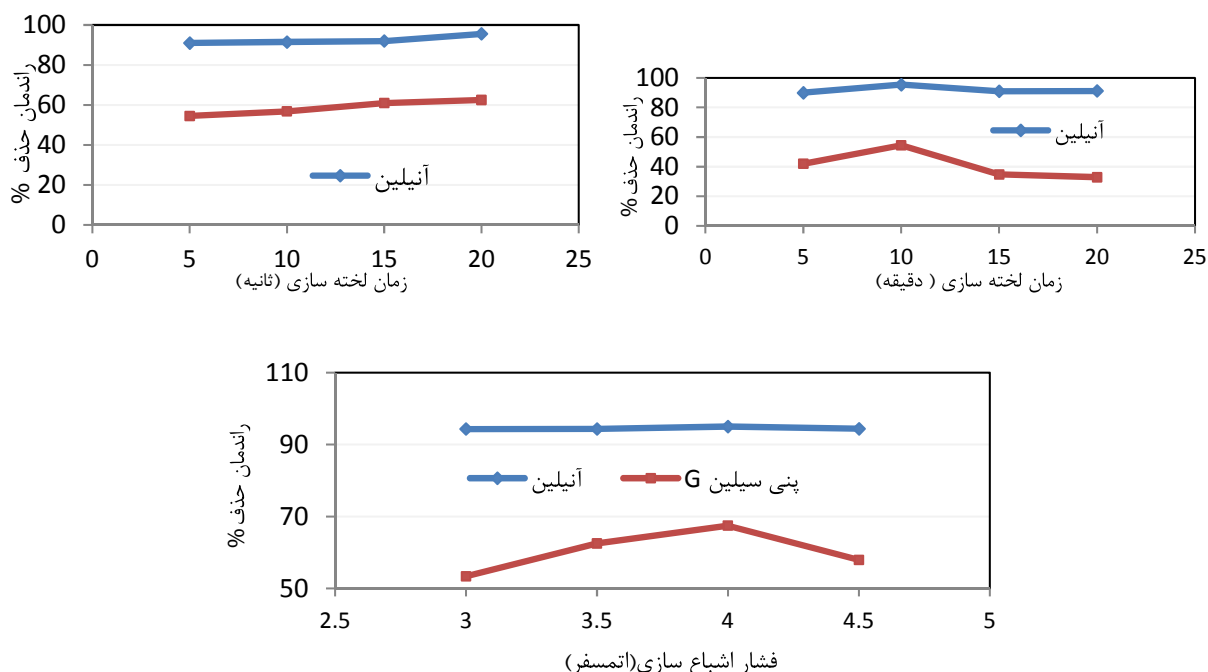 100
80
60
40
20
0
راندمان حذف %
آنیلین
0 5 10 15 20 25
زمان لخته سازی (ثانیه)
100
80
60
40
20
0
راندمان حذف %
آنیلین
0 5 10 15 20 25
زمان لخته سازی ( دقیقه)
110
90
70
50
راندمان حذف %
آنیلین پنی سیلین G
2.5 3 3.5 4 4.5 5
فشار اشباع سازی(اتمسفر)